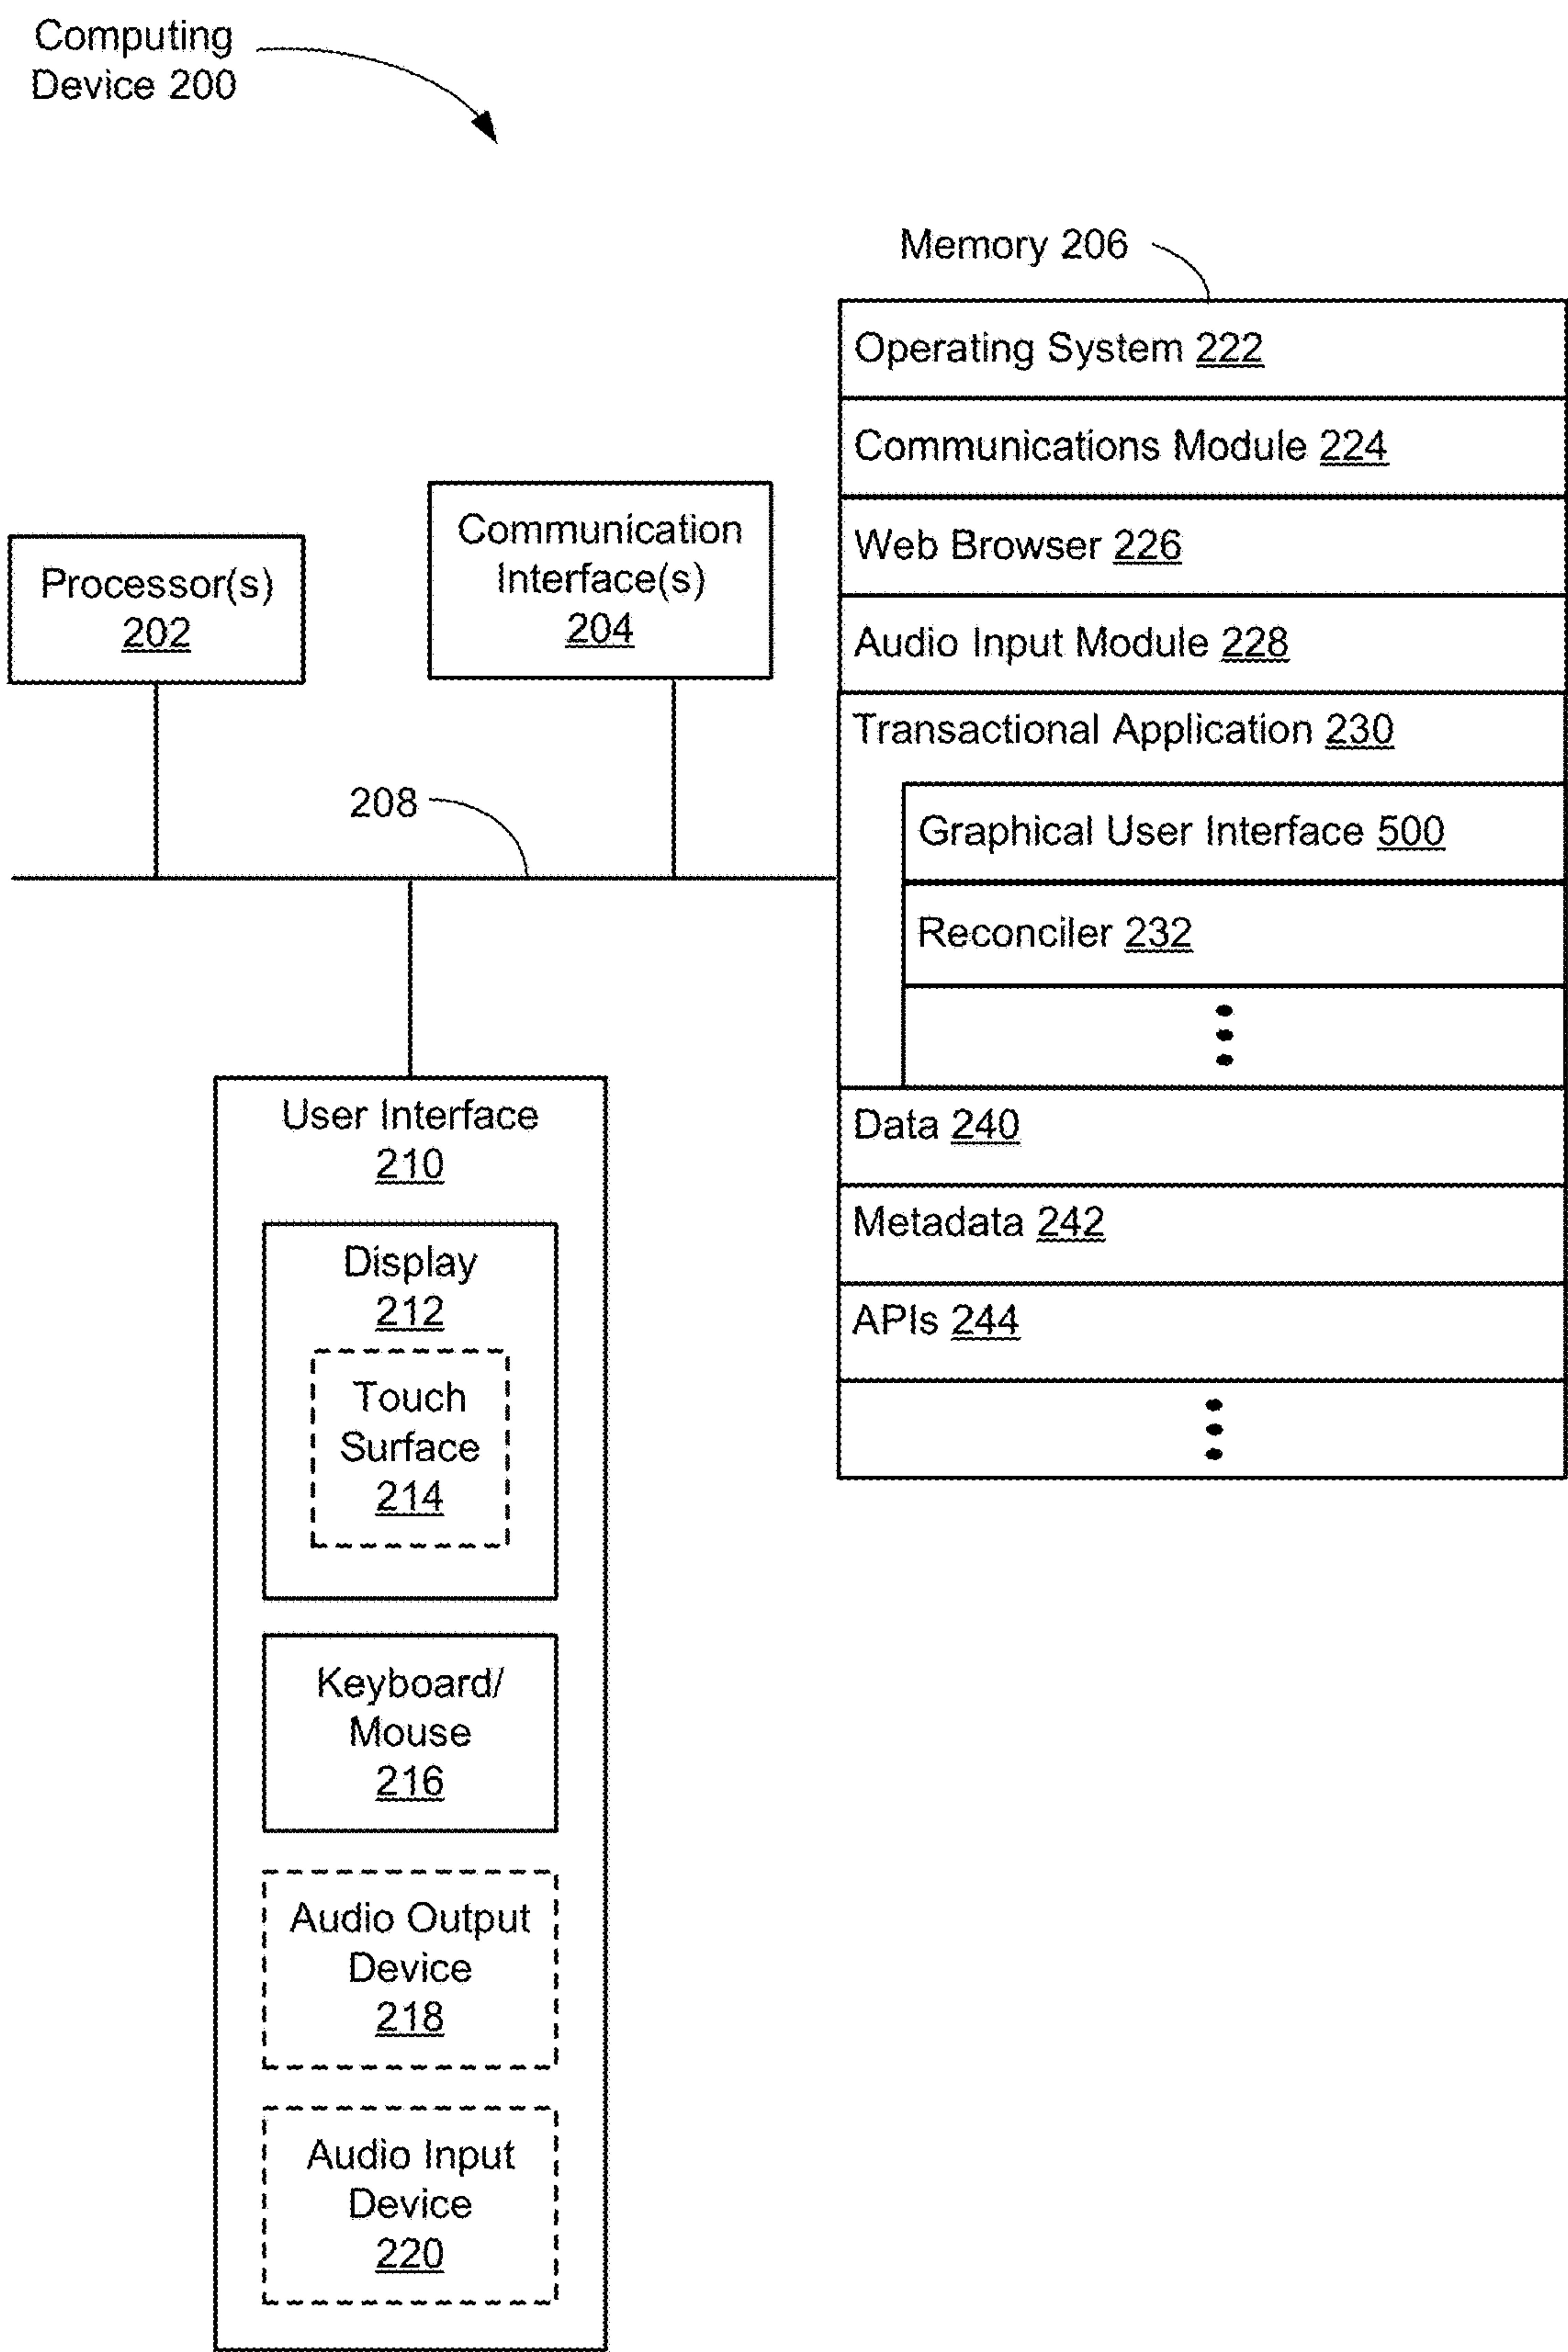 Computing
Device 200
Memory 206
Operating System 222
Communications Module 224
Web Browser 226
Audio Input Module 228
Transactional Application 230
Graphical User Interface 500
Reconciler 232
Data 240
Metadata 242
APIs 244
Processor(s)
202
Communication
Interface(s)
204
208
User Interface
210
Display
212
Touch
Surface
214
Keyboard/
Mouse
216
Audio Output
Device
218
Audio Input
Device
220